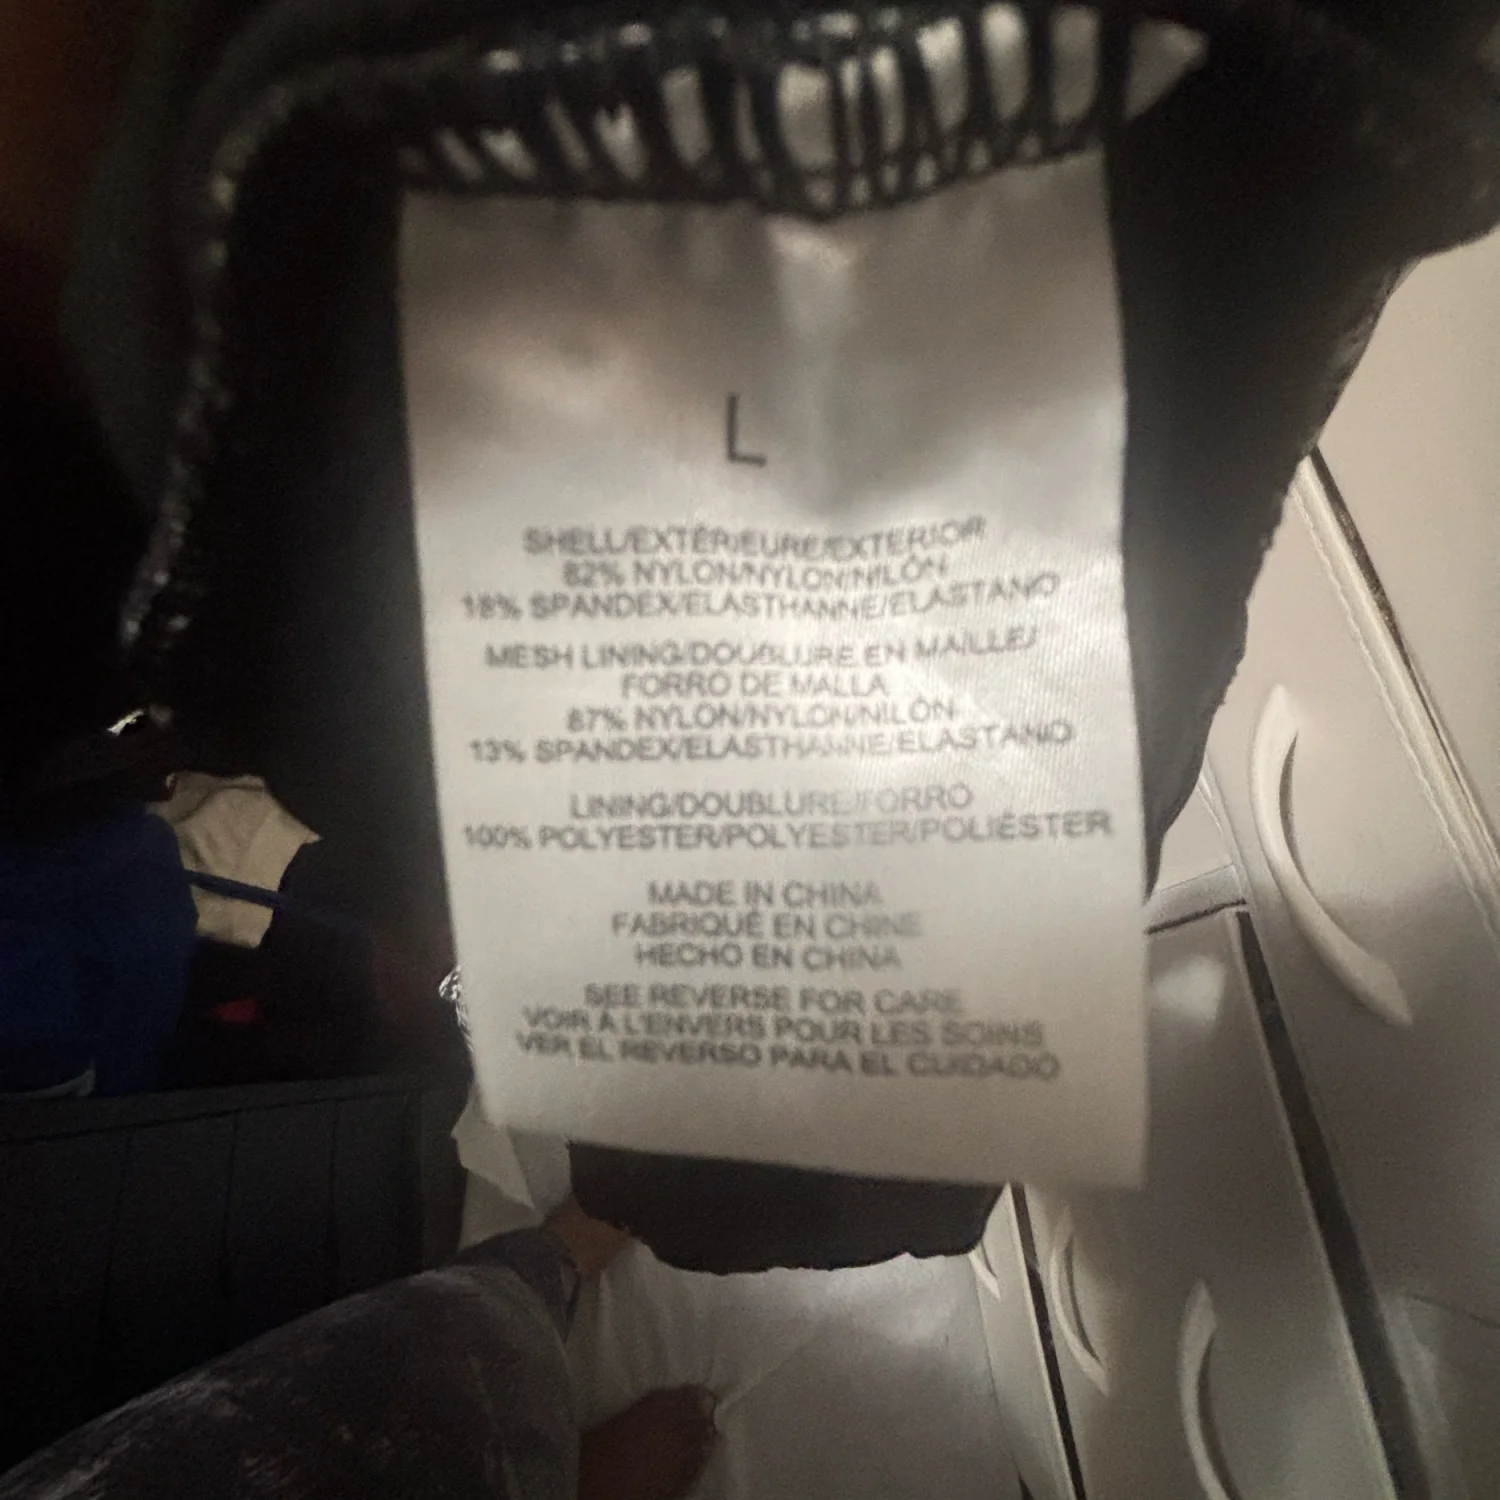 L
SHELL/EXTÉRIEURE/EXTERIOR
82% NYLON/NYLON/NILÓN
18% SPANDEX/ELASTHANNE/ELASTANO
MESH LINING/DOUBLURE EN MAILLE/
FORRO DE MALLA
87% NYLON/NYLON/NILÓN
13% SPANDEX/ELASTHANNE/ELASTANO
LINING/DOUBLURE/FORRO
100% POLYESTER/POLYESTER/POLIÉSTER
MADE IN CHINA
FABRIQUÉ EN CHINE
HECHO EN CHINA
SEE REVERSE FOR CARE
VOIR A L'ENVERS POUR LES SOINS
VER EL REVERSO PARA EL CUIDADO